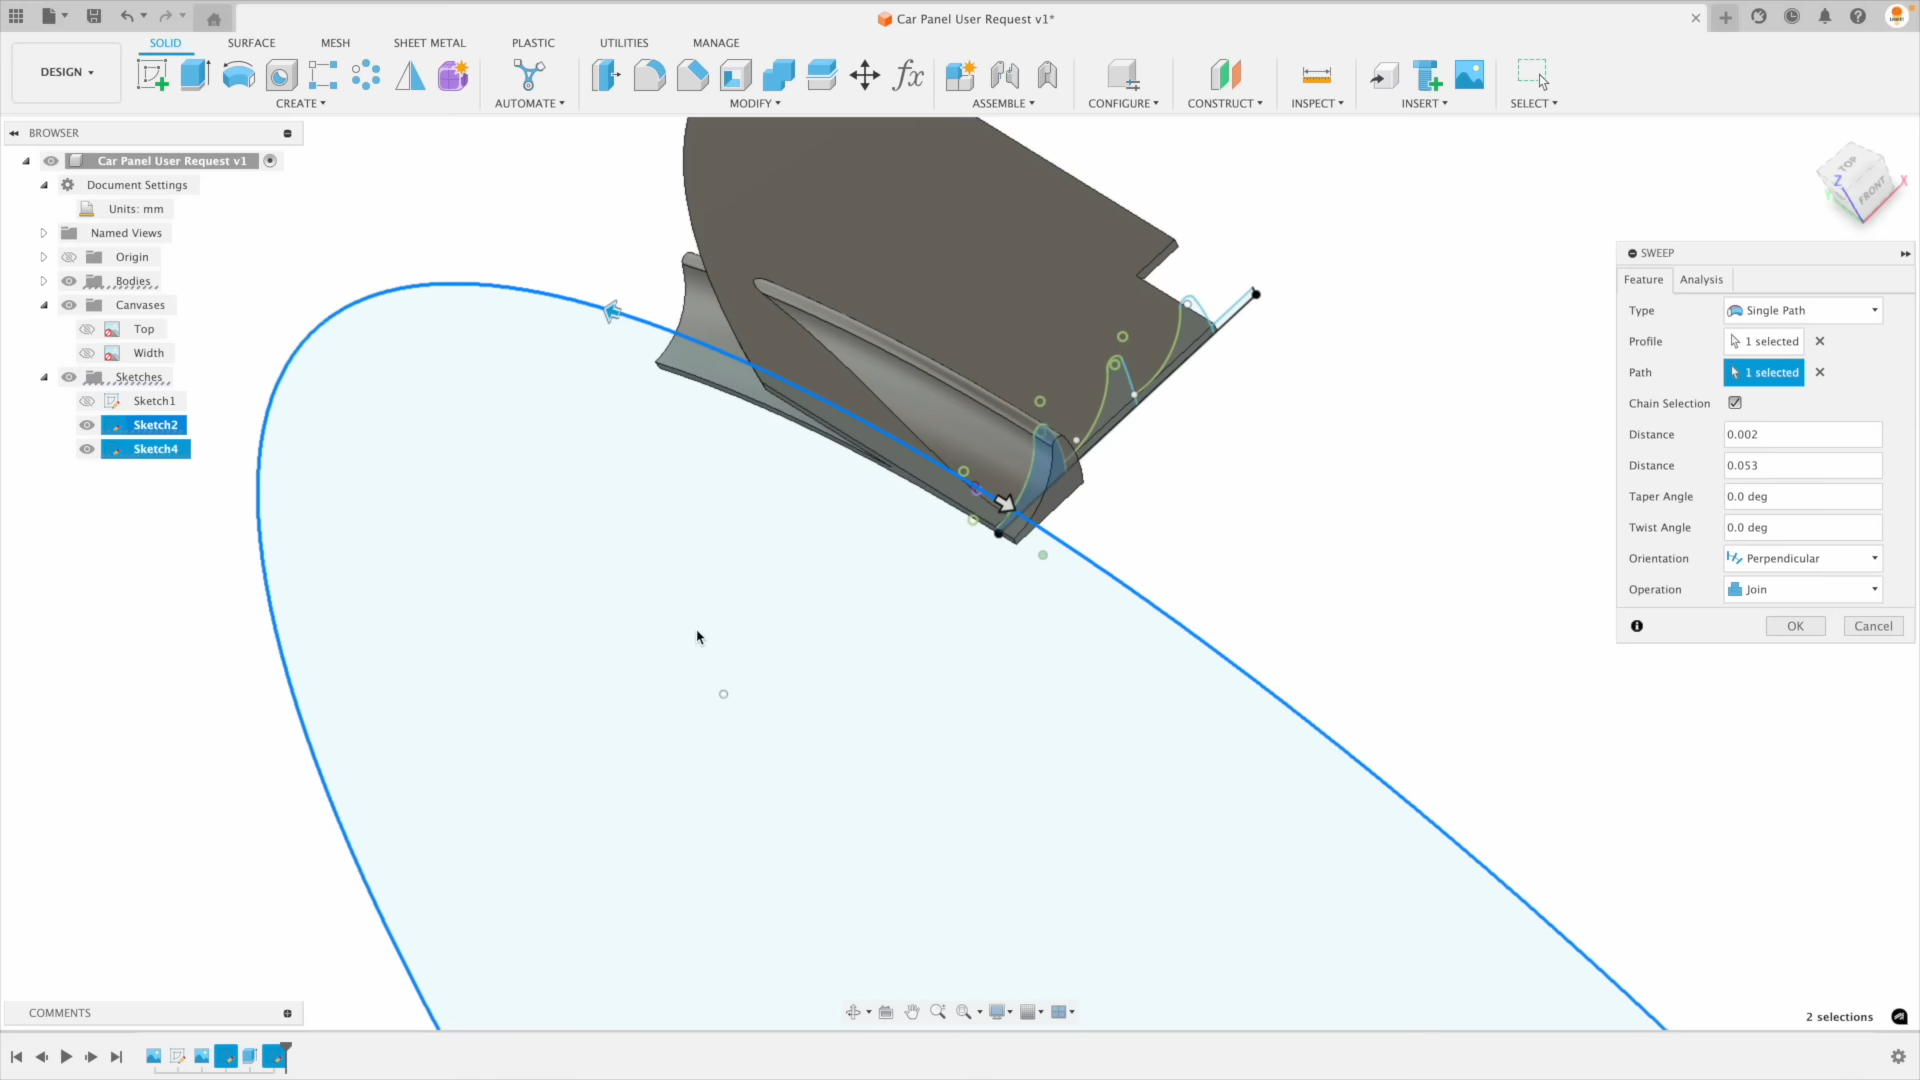 Car Panel User Request v1*
DESIGN
SOLID
SURFACE
MESH
SHEET METAL
PLASTIC
UTILITIES
MANAGE
CREATE
AUTOMATE
MODIFY
ASSEMBLE
CONFIGURE
CONSTRUCT
INSPECT
INSERT
SELECT
BROWSER
Car Panel User Request v1
Document Settings
Units: mm
Named Views
Origin
Bodies
Canvases
Top
Width
Sketches
Sketch1
Sketch2
Sketch4
TOP
FRONT
Z
X
Y
SWEEP
Feature
Analysis
Type
Single Path
Profile
1 selected
Path
1 selected
Chain Selection
Distance
0.002
Distance
0.053
Taper Angle
0.0 deg
Twist Angle
0.0 deg
Orientation
Perpendicular
Operation
Join
OK
Cancel
COMMENTS
2 selections